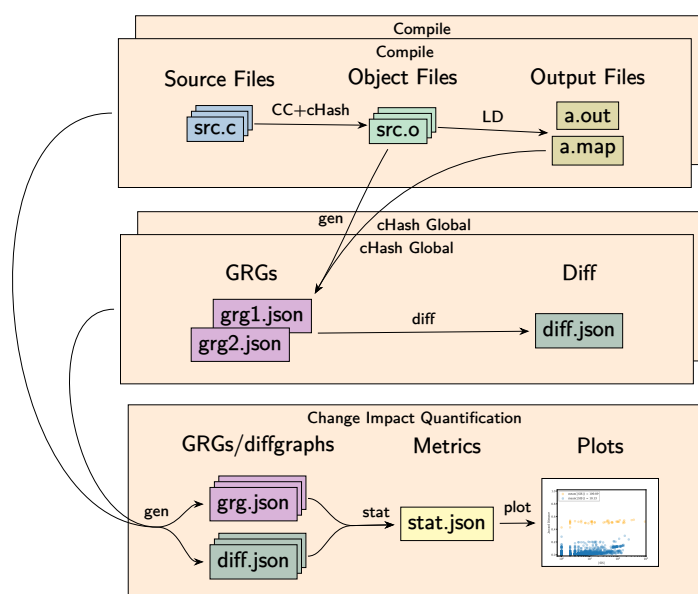 Compile
Compile
Source Files
Object Files
Output Files
CC+cHash
LD
src.c
src.o
a.out
a.map
gen
cHash Global
cHash Global
GRGs
Diff
grg1.json
grg2.json
diff
diff.json
Change Impact Quantification
GRGs/diffgraphs
Metrics
Plots
gen
grg.json
stat
stat.json
plot
diff.json